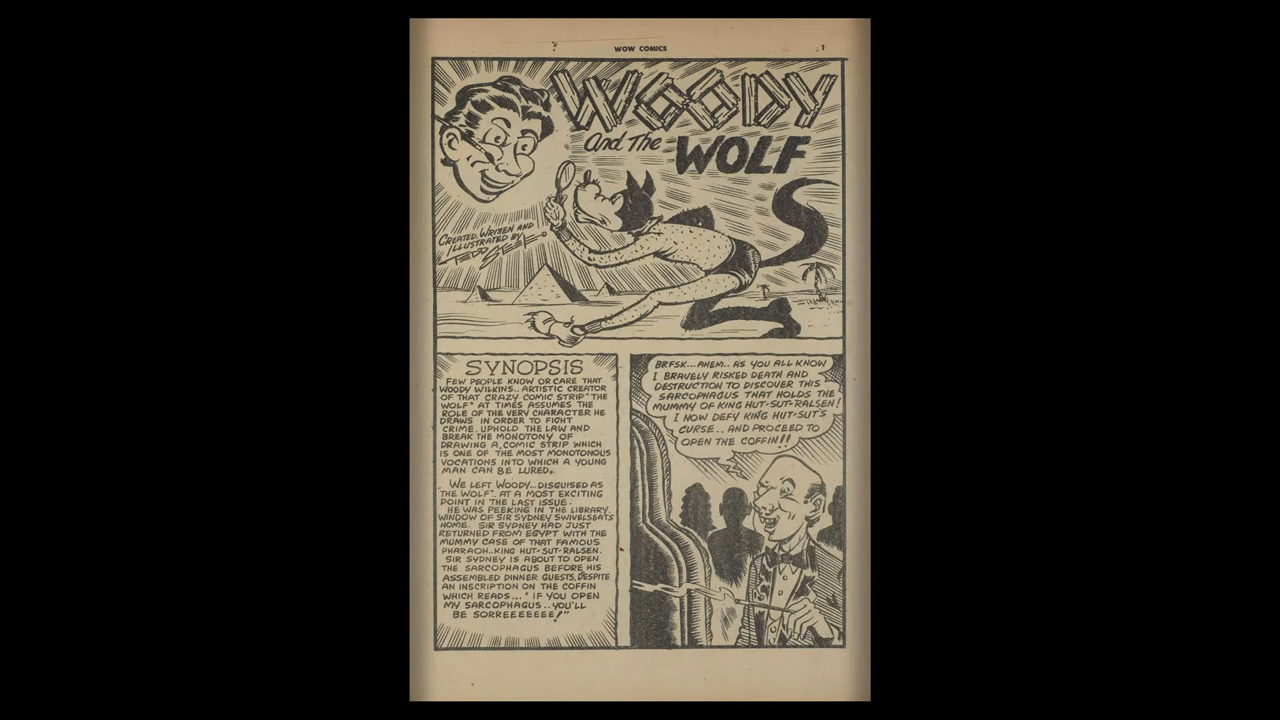 WOW COMICS
WOODY
And The
WOLF
CREATED, WRITTEN AND
ILLUSTRATED BY
TEDD STEELE
SYNOPSIS
FEW PEOPLE KNOW OR CARE THAT
WOODY WILKINS.. ARTISTIC CREATOR
OF THAT CRAZY COMIC STRIP "THE
WOLF" AT TIMES ASSUMES THE
ROLE OF THE VERY CHARACTER HE
DRAWS IN ORDER TO FIGHT
CRIME. UPHOLD THE LAW AND
BREAK THE MONOTONY OF
DRAWING A COMIC STRIP WHICH
IS ONE OF THE MOST MONOTONOUS
VOCATIONS INTO WHICH A YOUNG
MAN CAN BE LURED.
WE LEFT WOODY... DISGUISED AS
"THE WOLF". AT A MOST EXCITING
POINT IN THE LAST ISSUE.
HE WAS PEEKING IN THE LIBRARY
WINDOW OF SIR SYDNEY SWIVELSEATS
HOME. SIR SYDNEY HAD JUST
RETURNED FROM EGYPT WITH THE
MUMMY CASE OF THAT FAMOUS
PHARAOH...KING HUT-SUT-RALSEN.
SIR SYDNEY IS ABOUT TO OPEN
THE SARCOPHAGUS BEFORE HIS
ASSEMBLED DINNER GUESTS, DESPITE
AN INSCRIPTION ON THE COFFIN
WHICH READS... " IF YOU OPEN
MY SARCOPHAGUS.. YOU'LL
BE SORREEEEEEE!"
BRFSK...AHEM.. AS YOU ALL KNOW
I BRAVELY RISKED DEATH AND
DESTRUCTION TO DISCOVER THIS
SARCOPHAGUS THAT HOLDS THE
MUMMY OF KING HUT-SUT-RALSEN!
I NOW DEFY KING HUT-SUT'S
CURSE.. AND PROCEED TO
OPEN THE COFFIN!!